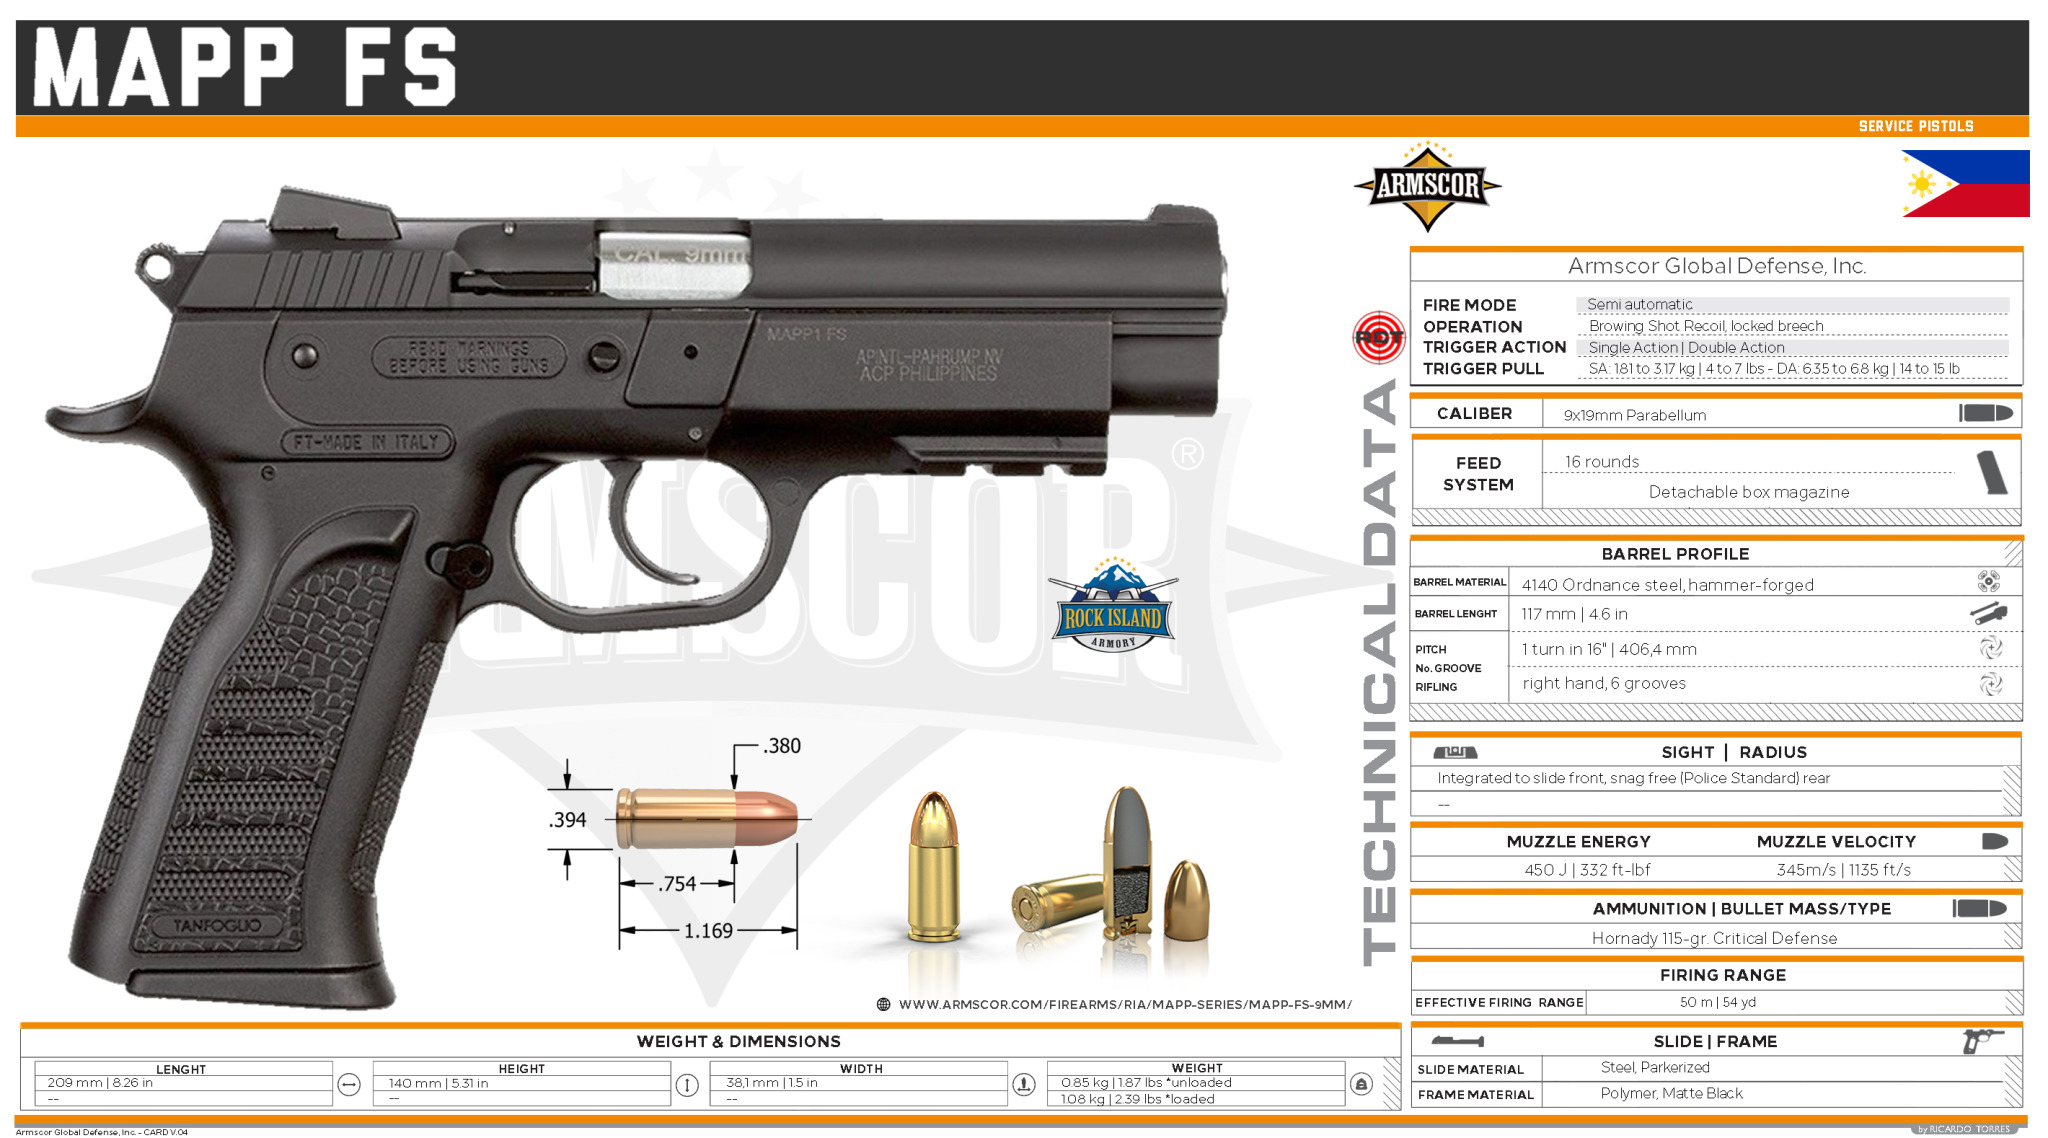 MAPP FS
SERVICE PISTOLS
ARMSCOR
CAL. 9mm
MAPP1 FS
APINTL-PAHRUMP NV
ACP PHILIPPINES
READ WARNINGS
BEFORE USING GUNS
FT-MADE IN ITALY
TANFOGLIO
ARMSCOR
®
ROCK ISLAND
ARMORY
.380
.394
.754
1.169
WWW.ARMSCOR.COM/FIREARMS/RIA/MAPP-SERIES/MAPP-FS-9MM/
TECHNICAL DATA
RDT
Armscor Global Defense, Inc.
FIRE MODE Semi automatic
OPERATION Browing Shot Recoil, locked breech
TRIGGER ACTION Single Action | Double Action
TRIGGER PULL SA: 1.81 to 3.17 kg | 4 to 7 lbs - DA: 6.35 to 6.8 kg | 14 to 15 lb
CALIBER 9x19mm Parabellum
FEED SYSTEM
16 rounds
Detachable box magazine
BARREL PROFILE
BARREL MATERIAL 4140 Ordnance steel, hammer-forged
BARREL LENGHT 117 mm | 4.6 in
PITCH 1 turn in 16" | 406,4 mm
No. GROOVE
RIFLING right hand, 6 grooves
SIGHT | RADIUS
Integrated to slide front, snag free (Police Standard) rear
--
MUZZLE ENERGY MUZZLE VELOCITY
450 J | 332 ft-lbf 345m/s | 1135 ft/s
AMMUNITION | BULLET MASS/TYPE
Hornady 115-gr. Critical Defense
FIRING RANGE
EFFECTIVE FIRING RANGE 50 m | 54 yd
SLIDE | FRAME
SLIDE MATERIAL Steel, Parkerized
FRAME MATERIAL Polymer, Matte Black
WEIGHT & DIMENSIONS
LENGHT HEIGHT WIDTH WEIGHT
209 mm | 8.26 in 140 mm | 5.31 in 38,1 mm | 1.5 in 0.85 kg | 1.87 lbs *unloaded
-- -- -- 1.08 kg | 2.39 lbs *loaded
Armscor Global Defense, Inc. - CARD V.04
by RICARDO TORRES